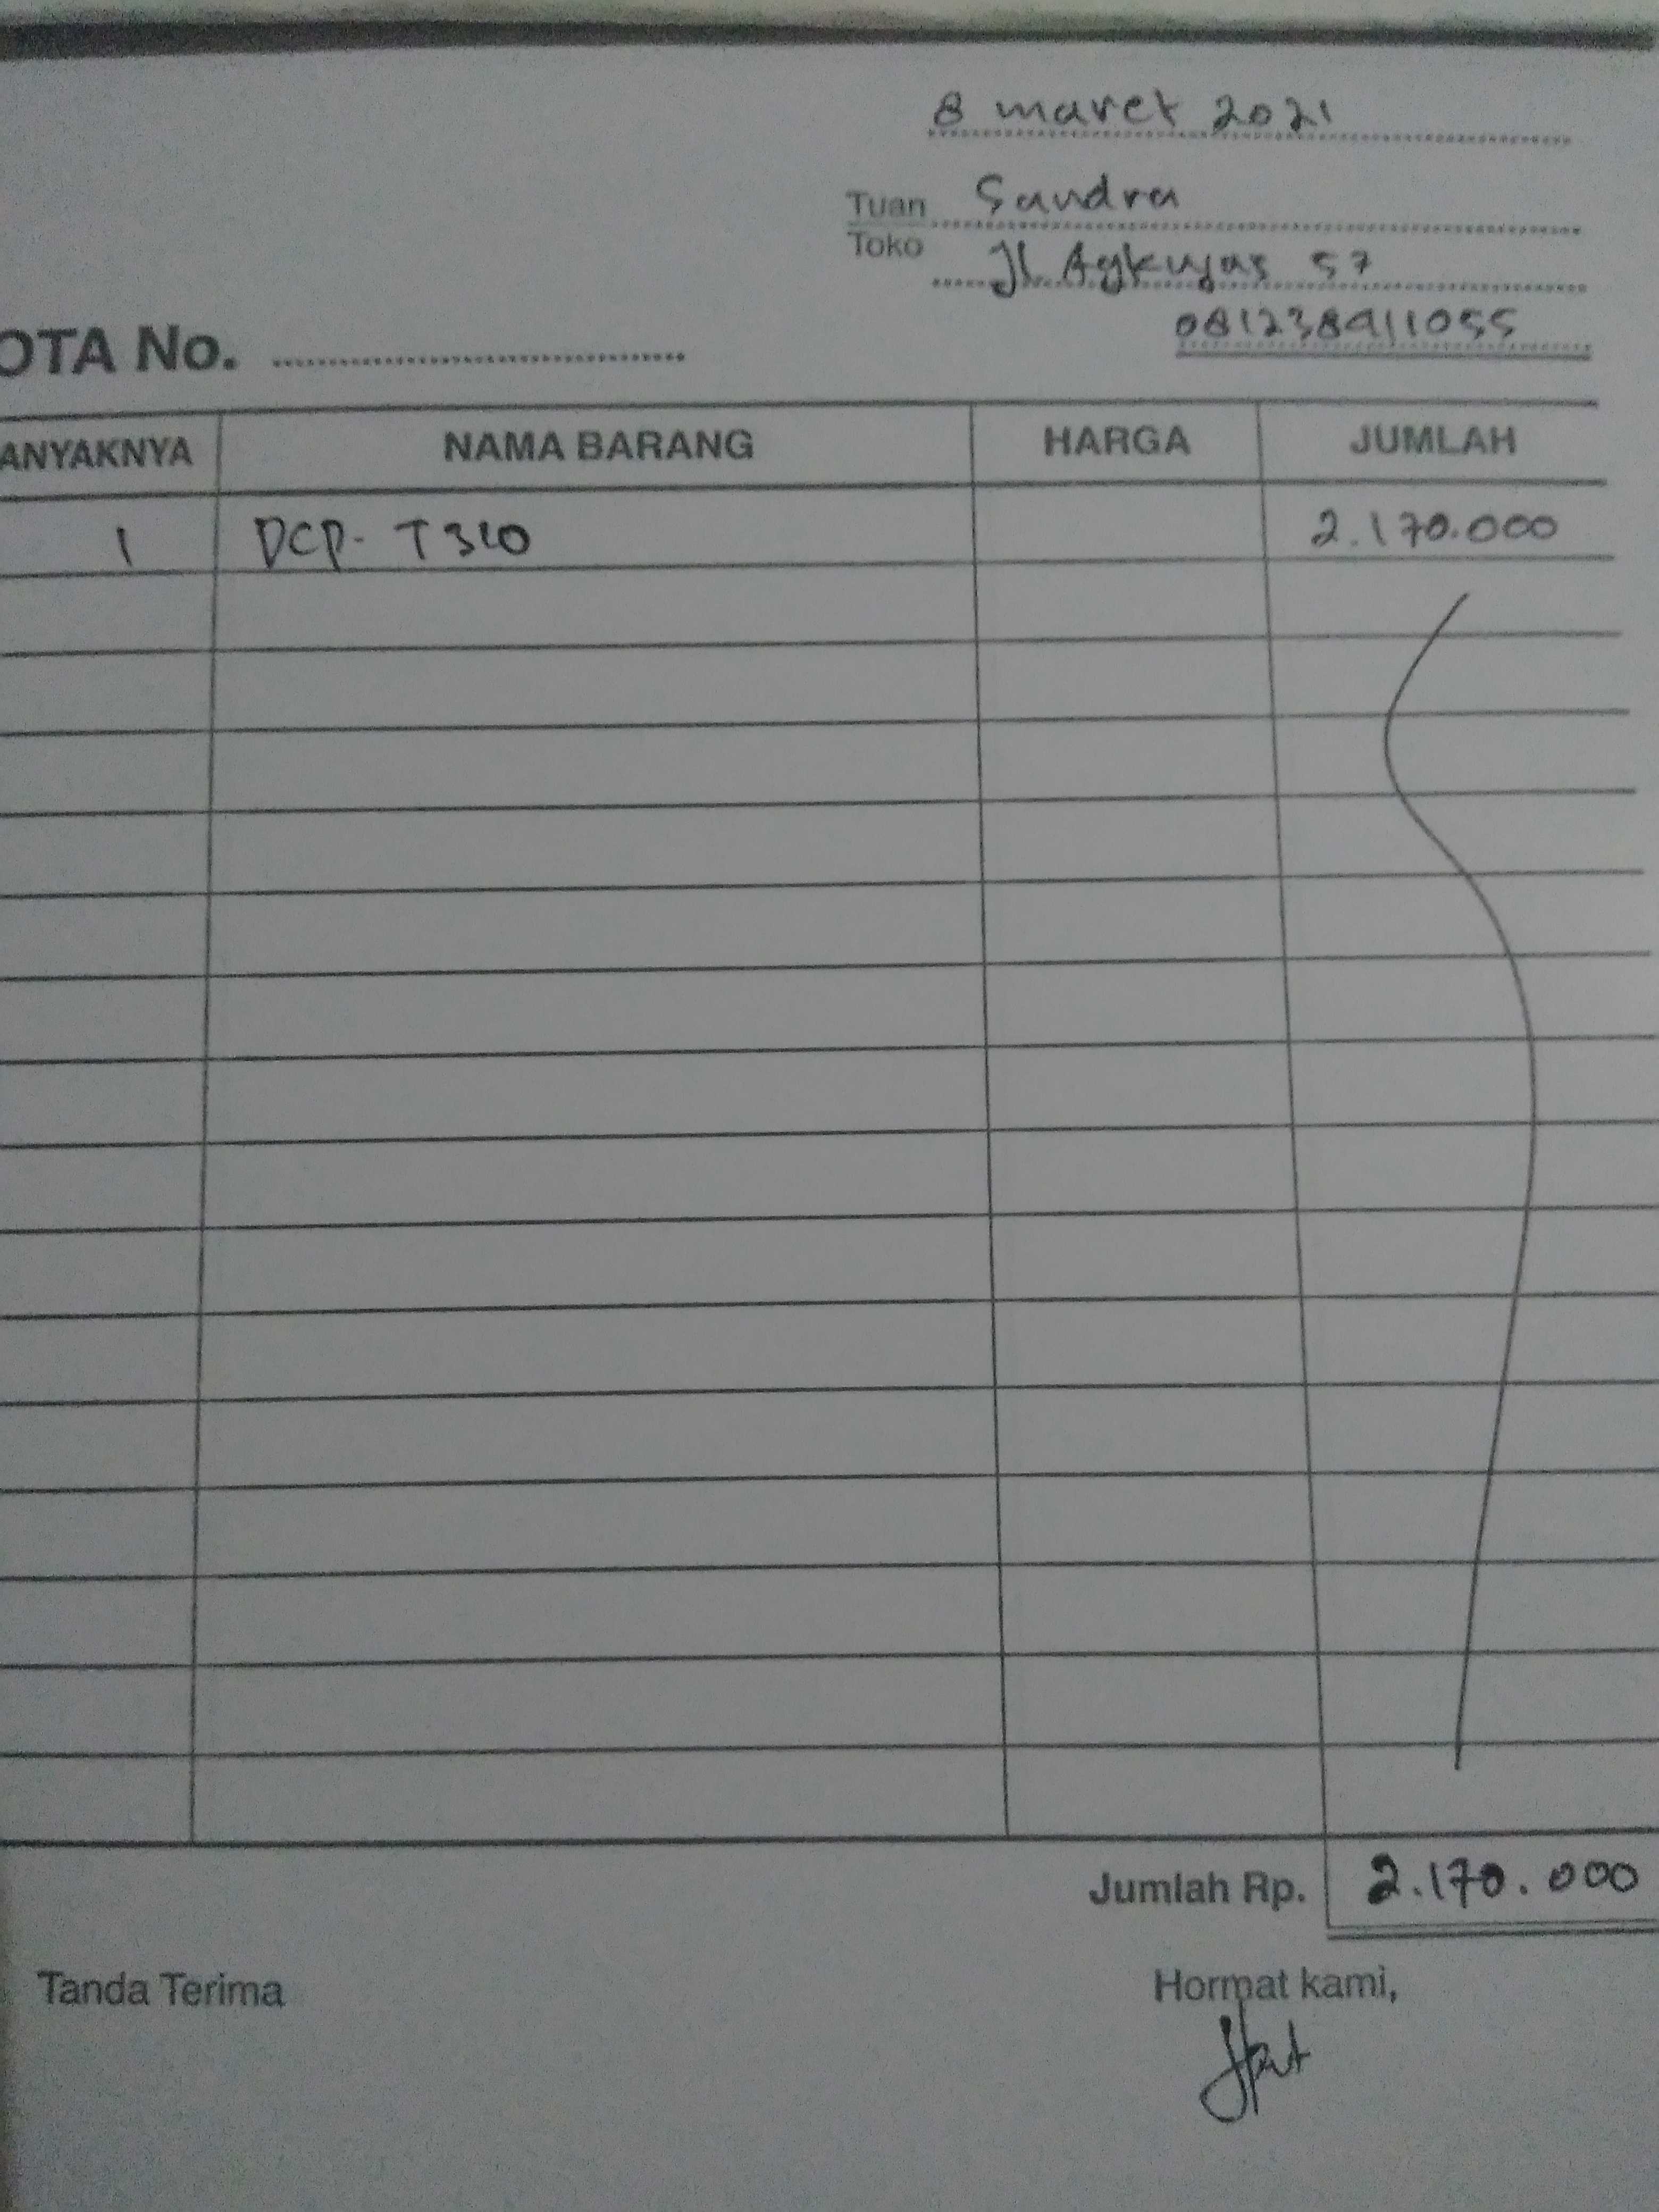 8 maret 2021
Tuan Sandra
Toko Jl. 57
081238911055
OTA No.
ANYAKNYA NAMA BARANG HARGA JUMLAH
1 DCP- T310 2.170.000
Jumlah Rp. 2.170.000
Tanda Terima Hormat kami,